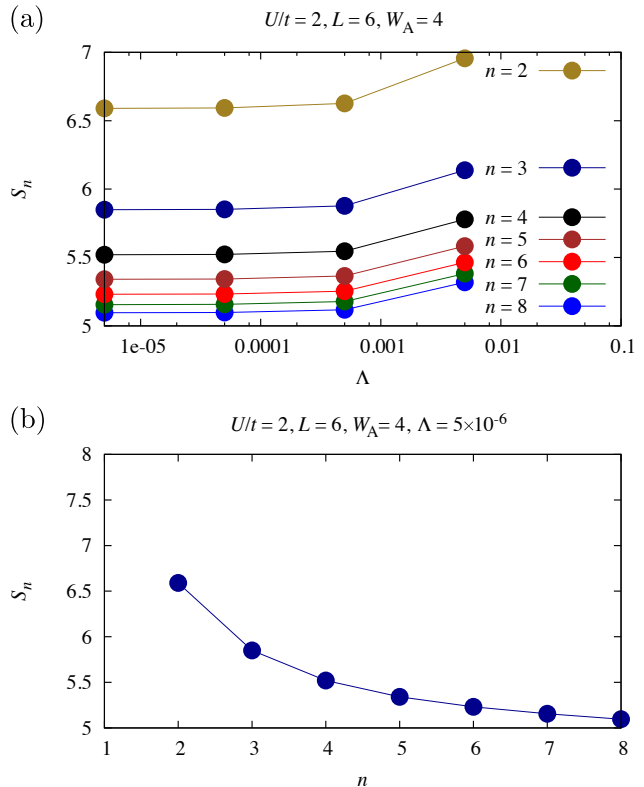 (a)
U/t = 2, L = 6, W_A = 4
7
6.5
6
5.5
5
S_n
n = 2
n = 3
n = 4
n = 5
n = 6
n = 7
n = 8
1e-05 0.0001 0.001 0.01 0.1
Λ
(b)
U/t = 2, L = 6, W_A = 4, Λ = 5×10^-6
8
7.5
7
6.5
6
5.5
5
S_n
1 2 3 4 5 6 7 8
n